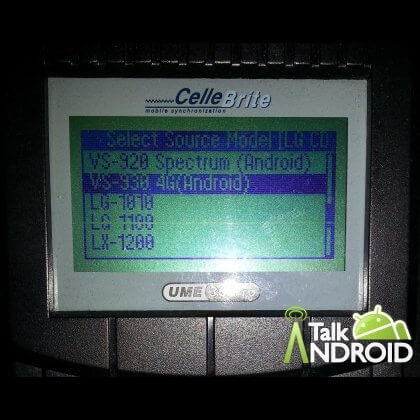 CelleBrite
mobile synchronization
Select Source Model [LG CD
VS-920 Spectrum (Android)
VS-930 4G(Android)
LG-1010
LG-1100
LX-1200
UME
Talk
ANDROID